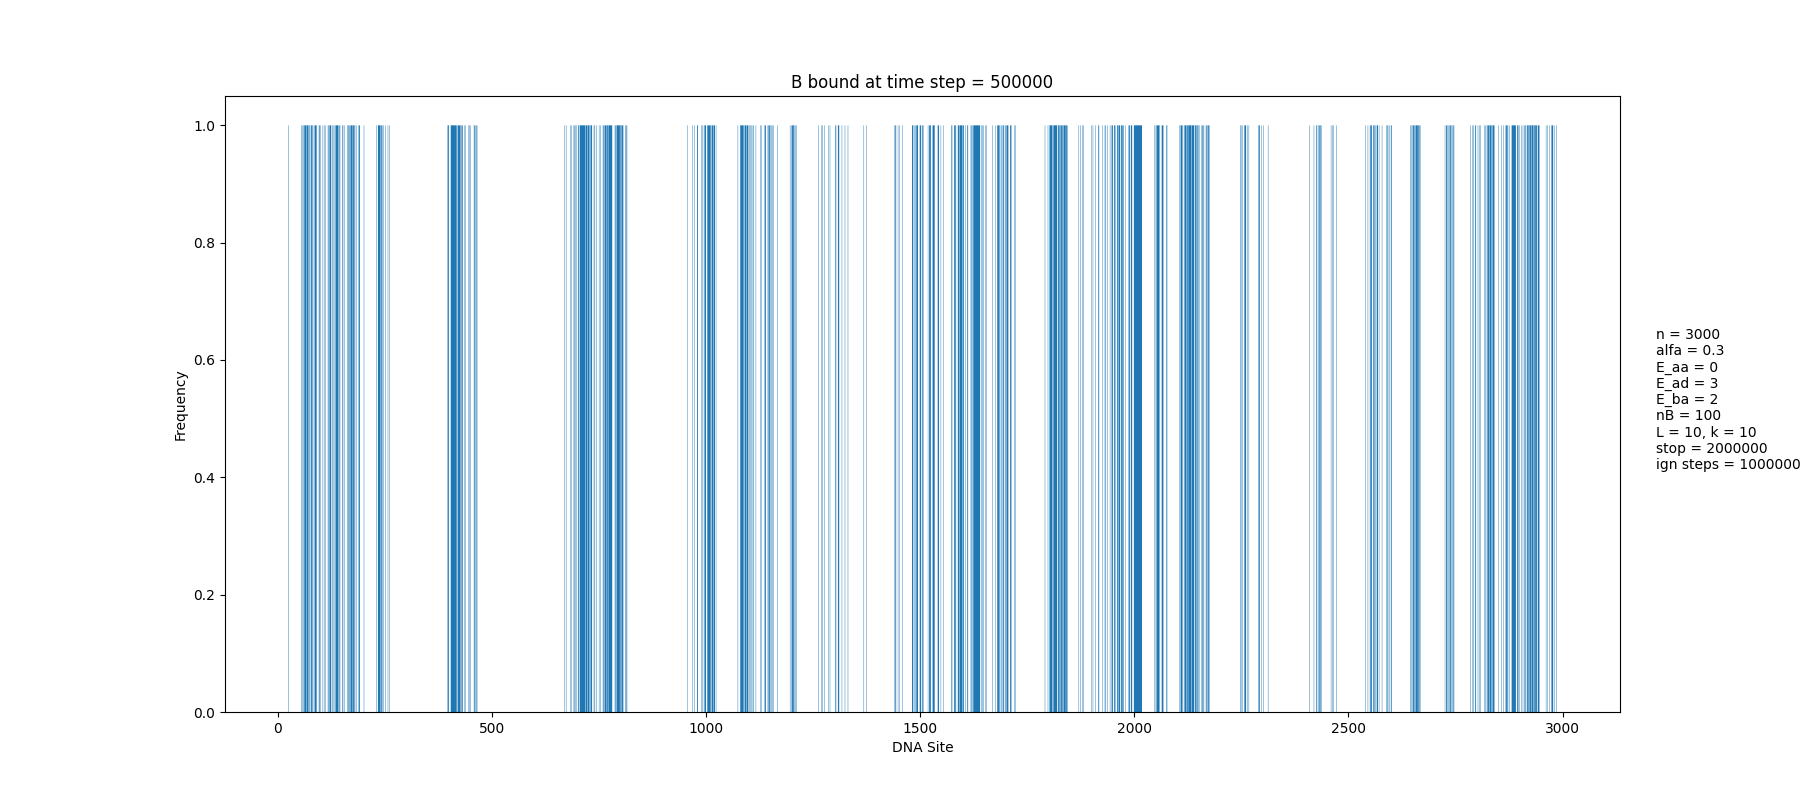 B bound at time step = 500000
1.0
0.8
0.6
0.4
0.2
0.0
Frequency
0 500 1000 1500 2000 2500 3000
DNA Site
n = 3000
alfa = 0.3
E_aa = 0
E_ad = 3
E_ba = 2
nB = 100
L = 10, k = 10
stop = 2000000
ign steps = 1000000